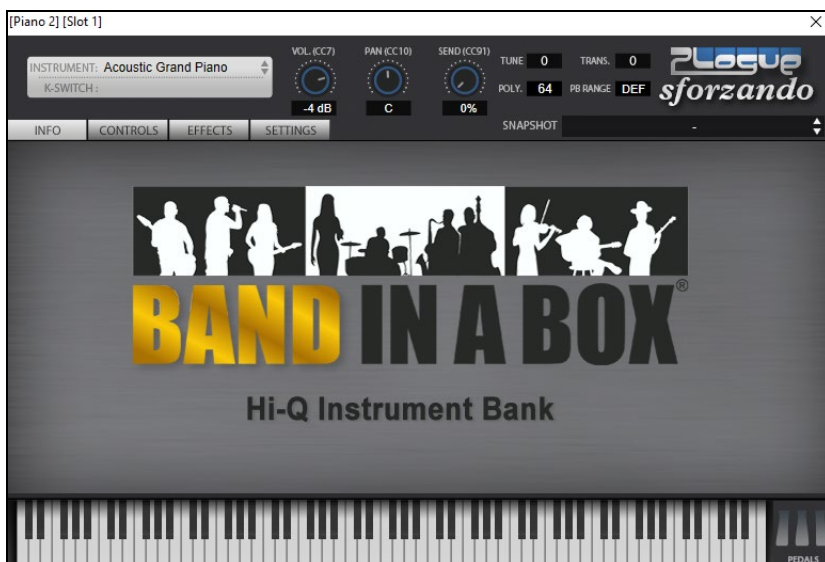 [Piano 2] [Slot 1]
INSTRUMENT: Acoustic Grand Piano
K-SWITCH :
VOL. (CC7) PAN (CC10) SEND (CC91)
-4 dB C 0%
TUNE 0 TRANS. 0
POLY. 64 PB RANGE DEF
Plogue
sforzando
INFO CONTROLS EFFECTS SETTINGS
SNAPSHOT -
BAND IN A BOX®
Hi-Q Instrument Bank
PEDALS